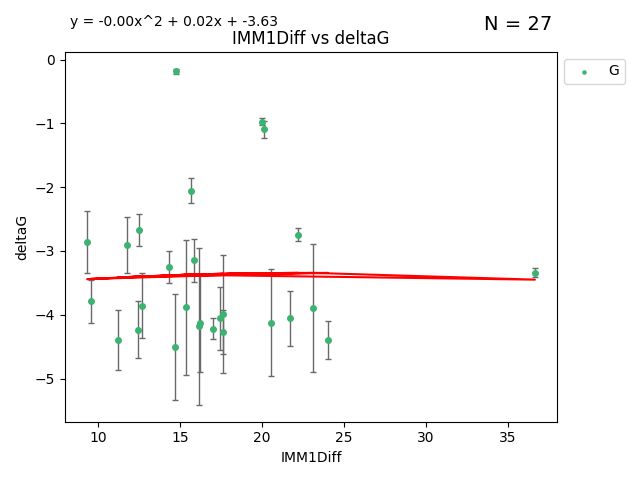 y = -0.00x^2 + 0.02x + -3.63
N = 27
IMM1Diff vs deltaG
G
0
−1
−2
−3
−4
−5
deltaG
10 15 20 25 30 35
IMM1Diff